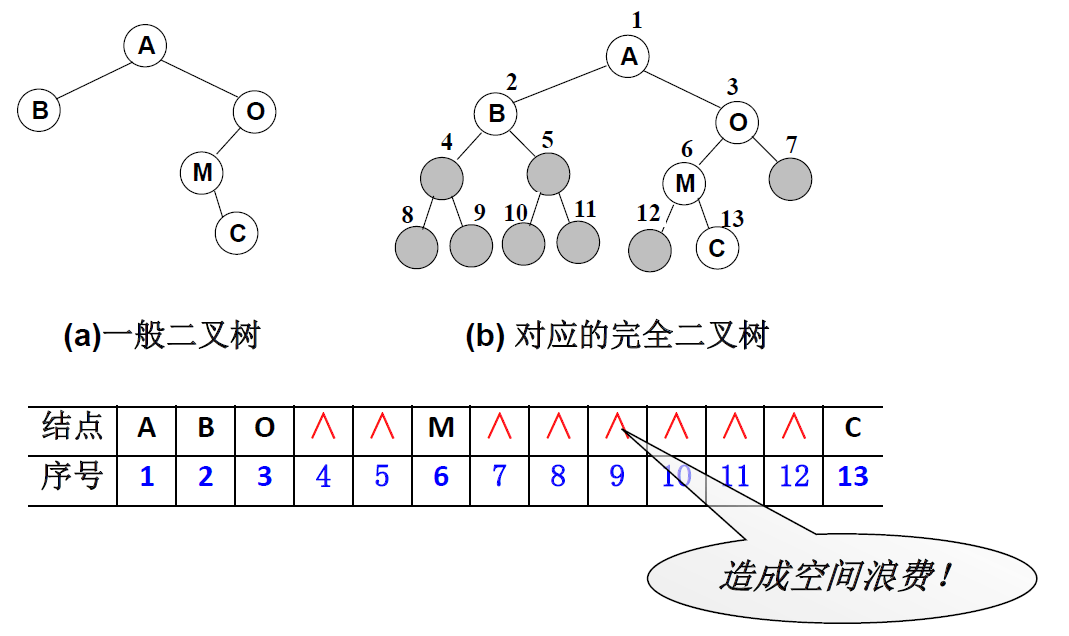 A
B
O
M
C
1
A
2
B
3
O
4
5
6
M
7
8
9
10
11
12
13
C
(a)一般二叉树
(b) 对应的完全二叉树
结点 A B O ∧ ∧ M ∧ ∧ ∧ ∧ ∧ ∧ C
序号 1 2 3 4 5 6 7 8 9 10 11 12 13
造成空间浪费！